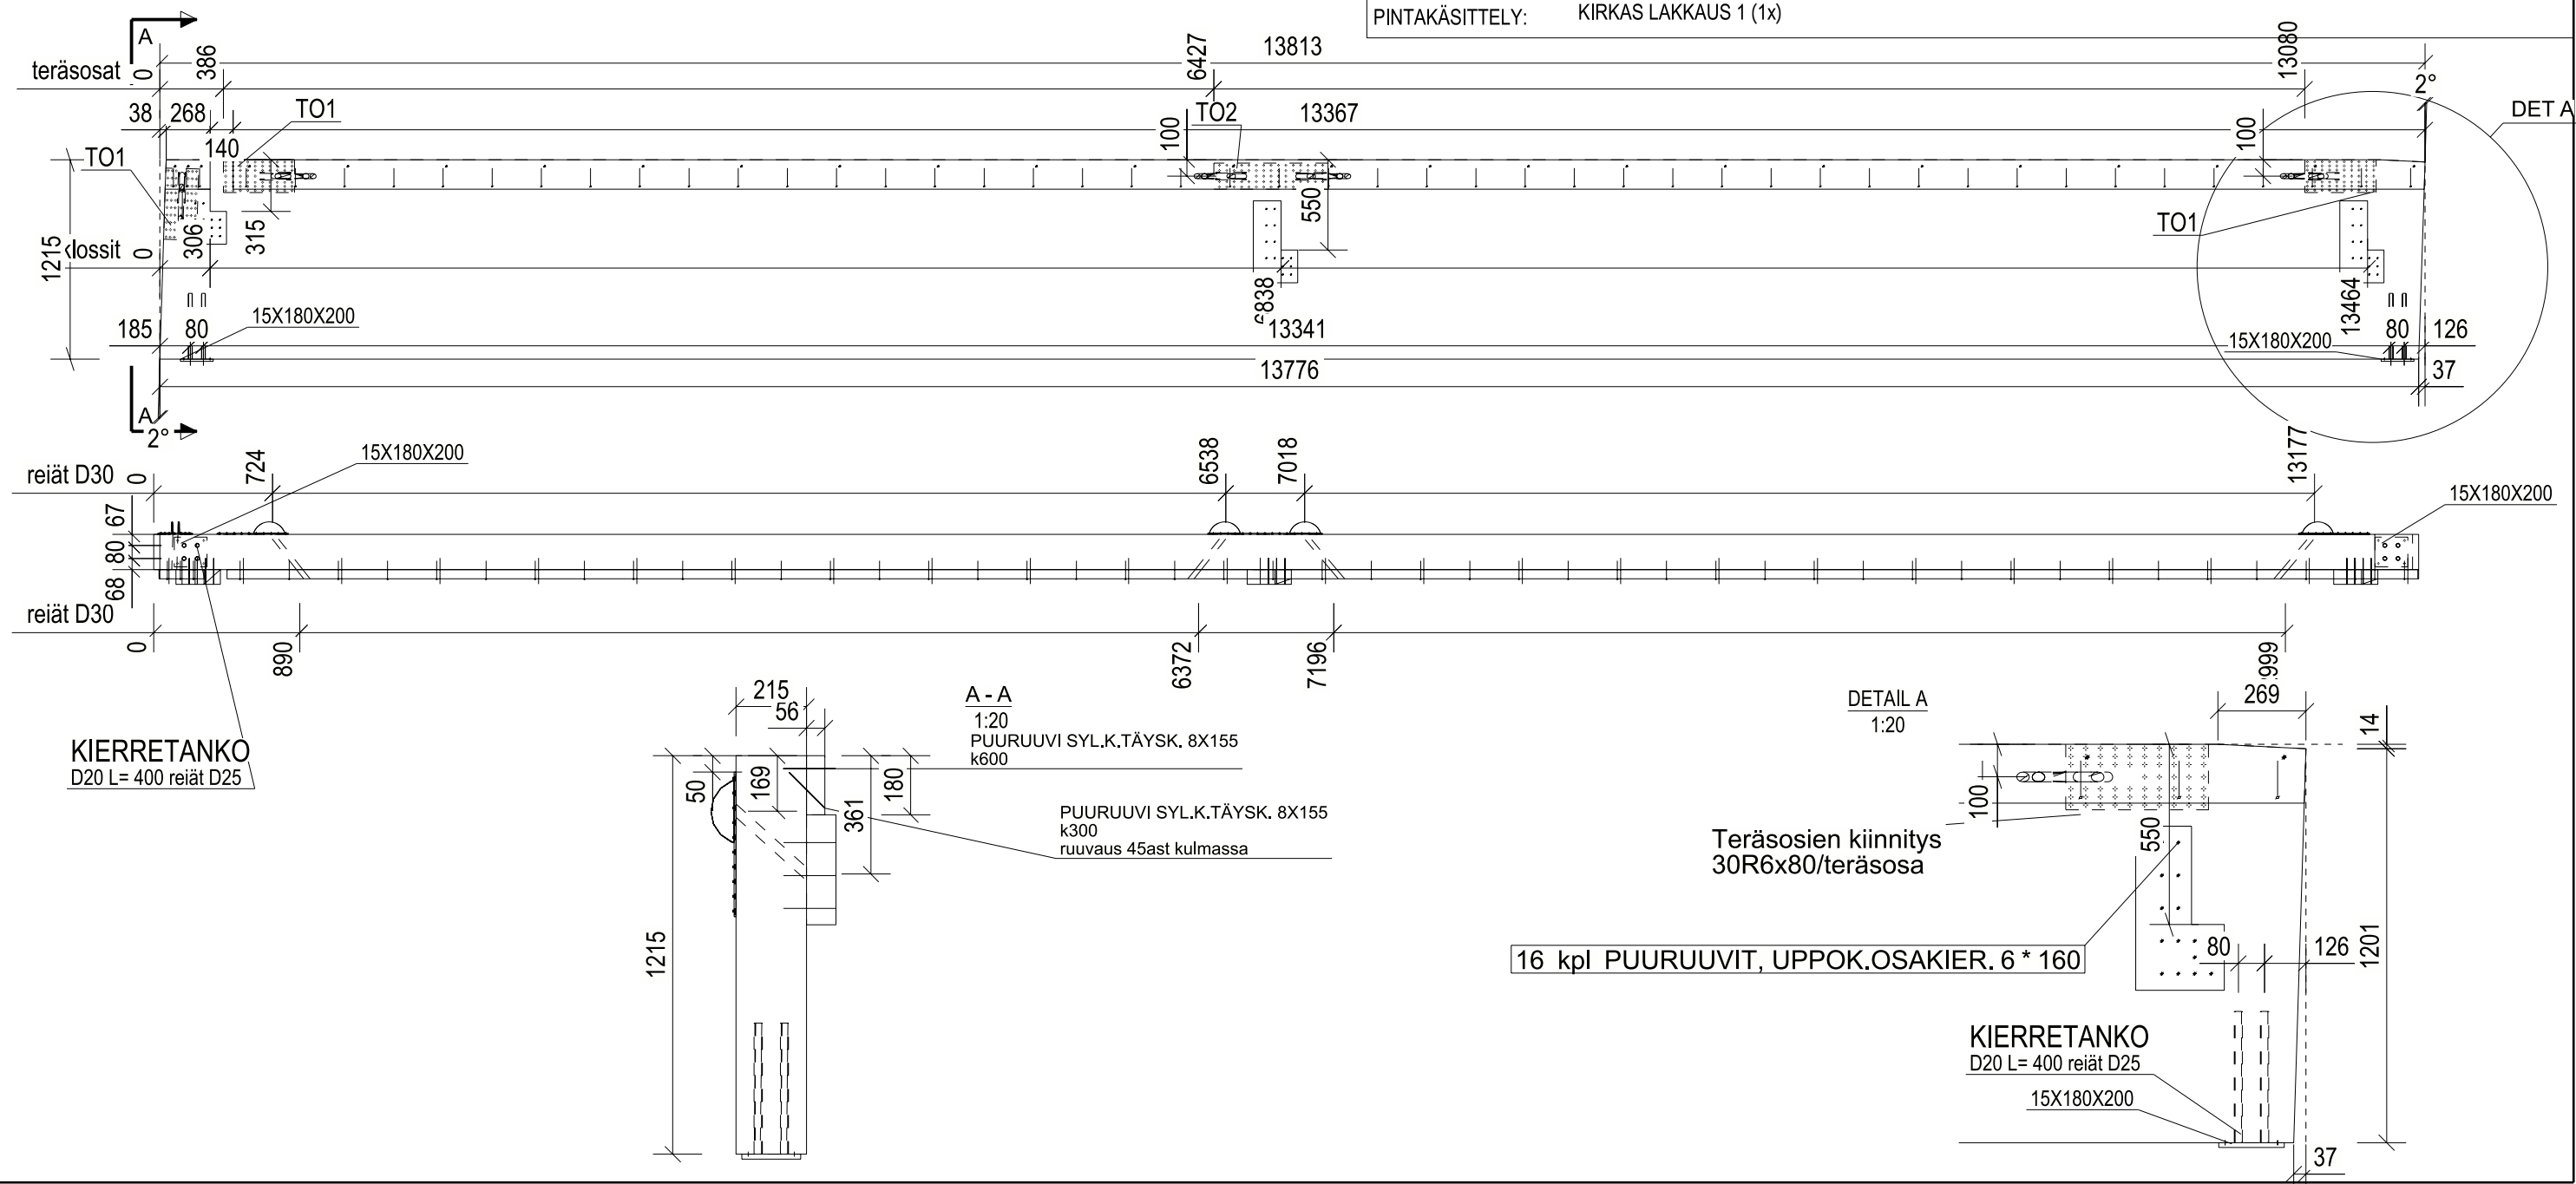 PINTAKÄSITTELY: KIRKAS LAKKAUS 1 (1x)
A
teräsosat 0 386 6427 13813 13080
2°
38 268 TO1 100 TO2 13367 100 DET A
140
TO1
550
315
306
TO1
1215
klossit 0
6838 13464
185 80 15X180X200 13341 15X180X200 80 126
13776 37
A
2°
15X180X200
reiät D30 0 724 6538 7018 13177
15X180X200
67
80
68
reiät D30 0 890 6372 7196
KIERRETANKO
D20 L= 400 reiät D25
215
56
A - A
1:20
PUURUUVI SYL.K.TÄYSK. 8X155
k600
50 169 361 180
PUURUUVI SYL.K.TÄYSK. 8X155
k300
ruuvaus 45ast kulmassa
1215
DETAIL A
1:20
269
14
100
550
Teräsosien kiinnitys
30R6x80/teräsosa
16 kpl PUURUUVIT, UPPOK.OSAKIER. 6 * 160
80 126
1201
KIERRETANKO
D20 L= 400 reiät D25
15X180X200
37